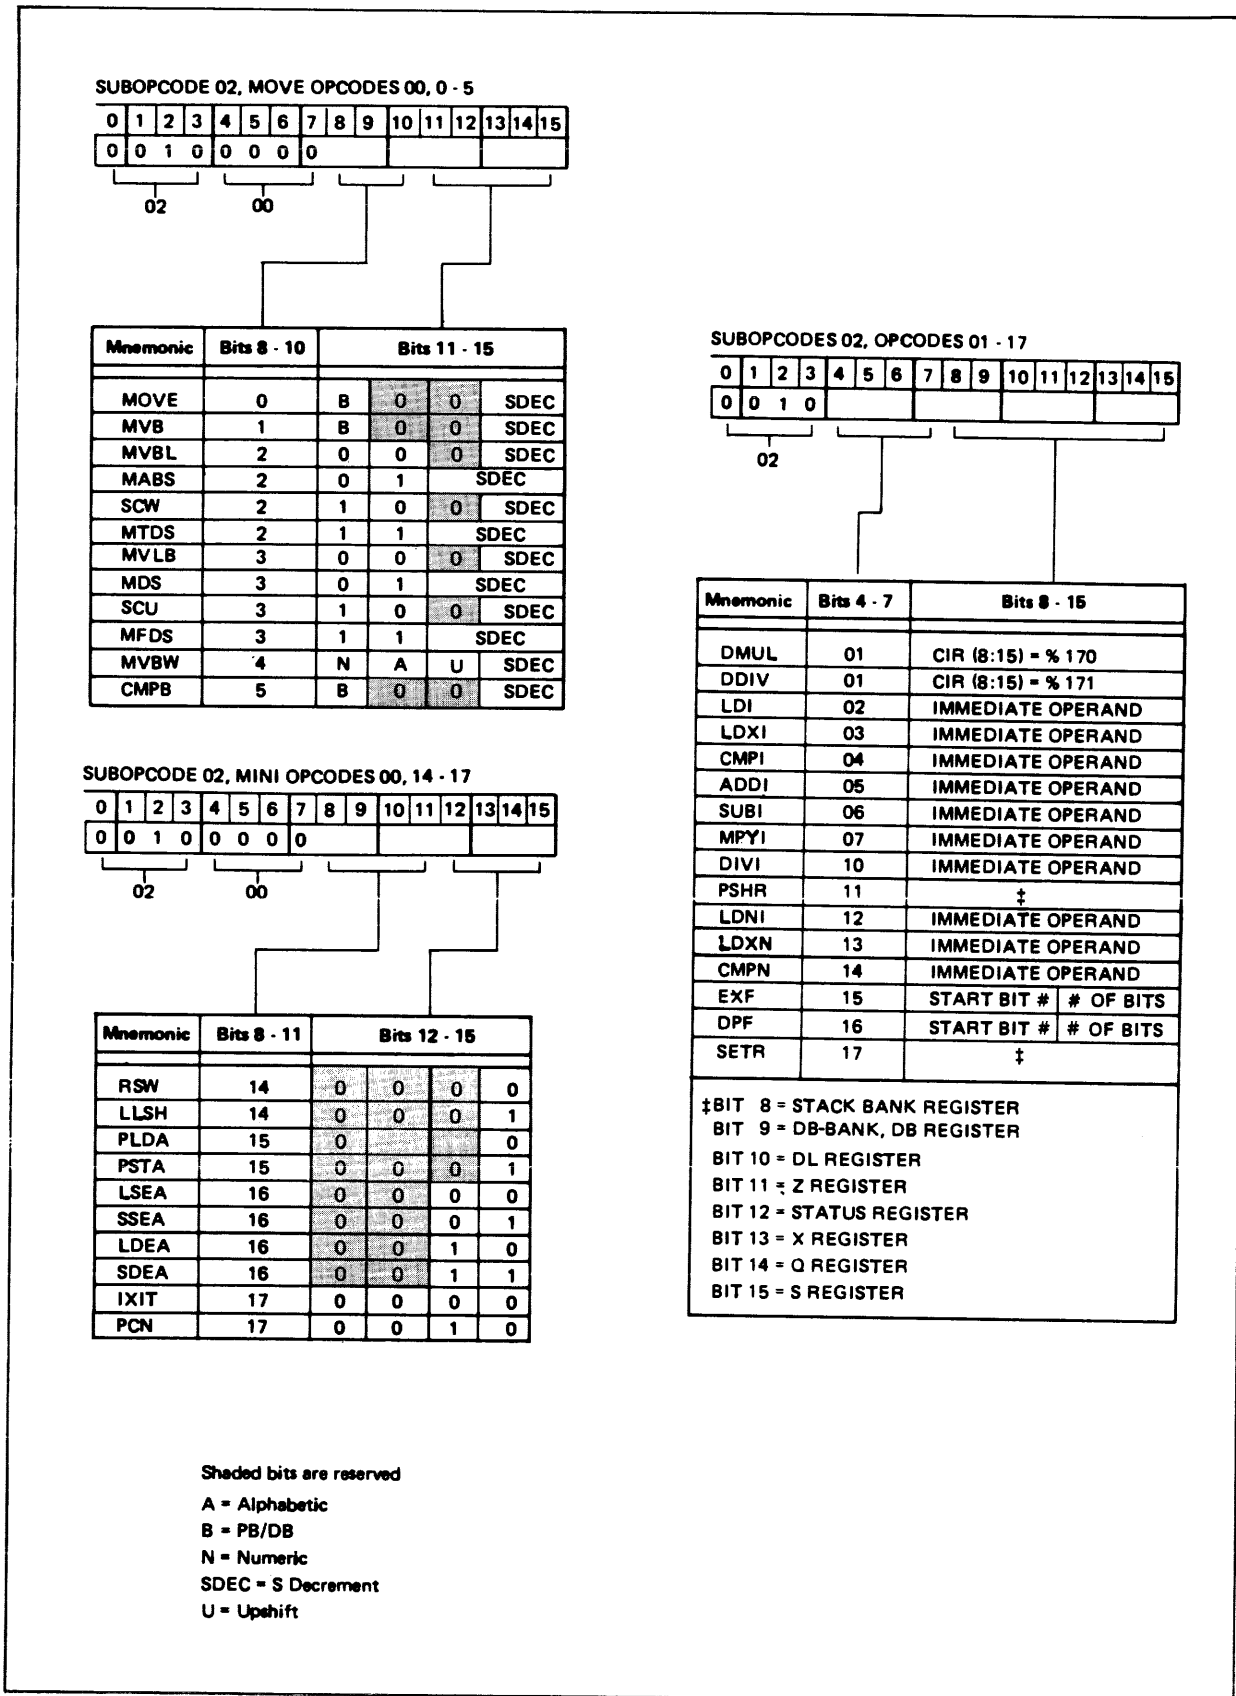 SUBOPCODE 02, MOVE OPCODES 00, 0 - 5
0 1 2 3 4 5 6 7 8 9 10 11 12 13 14 15
0 0 1 0 0 0 0 0
02 00
Mnemonic Bits 8 - 10 Bits 11 - 15
MOVE 0 B 0 0 SDEC
MVB 1 B 0 0 SDEC
MVBL 2 0 0 0 SDEC
MABS 2 0 1 SDEC
SCW 2 1 0 0 SDEC
MTDS 2 1 1 SDEC
MVLB 3 0 0 0 SDEC
MDS 3 0 1 SDEC
SCU 3 1 0 0 SDEC
MFDS 3 1 1 SDEC
MVBW 4 N A U SDEC
CMPB 5 B 0 0 SDEC
SUBOPCODE 02, MINI OPCODES 00, 14 - 17
0 1 2 3 4 5 6 7 8 9 10 11 12 13 14 15
0 0 1 0 0 0 0 0
02 00
Mnemonic Bits 8 - 11 Bits 12 - 15
RSW 14 0 0 0 0
LLSH 14 0 0 0 1
PLDA 15 0 0
PSTA 15 0 0 0 1
LSEA 16 0 0 0 0
SSEA 16 0 0 0 1
LDEA 16 0 0 1 0
SDEA 16 0 0 1 1
IXIT 17 0 0 0 0
PCN 17 0 0 1 0
Shaded bits are reserved
A = Alphabetic
B = PB/DB
N = Numeric
SDEC = S Decrement
U = Upshift
SUBOPCODES 02, OPCODES 01 - 17
0 1 2 3 4 5 6 7 8 9 10 11 12 13 14 15
0 0 1 0
02
Mnemonic Bits 4 - 7 Bits 8 - 15
DMUL 01 CIR (8:15) = % 170
DDIV 01 CIR (8:15) = % 171
LDI 02 IMMEDIATE OPERAND
LDXI 03 IMMEDIATE OPERAND
CMPI 04 IMMEDIATE OPERAND
ADDI 05 IMMEDIATE OPERAND
SUBI 06 IMMEDIATE OPERAND
MPYI 07 IMMEDIATE OPERAND
DIVI 10 IMMEDIATE OPERAND
PSHR 11 ‡
LDNI 12 IMMEDIATE OPERAND
LDXN 13 IMMEDIATE OPERAND
CMPN 14 IMMEDIATE OPERAND
EXF 15 START BIT # # OF BITS
DPF 16 START BIT # # OF BITS
SETR 17 ‡
‡BIT 8 = STACK BANK REGISTER
BIT 9 = DB-BANK, DB REGISTER
BIT 10 = DL REGISTER
BIT 11 = Z REGISTER
BIT 12 = STATUS REGISTER
BIT 13 = X REGISTER
BIT 14 = Q REGISTER
BIT 15 = S REGISTER